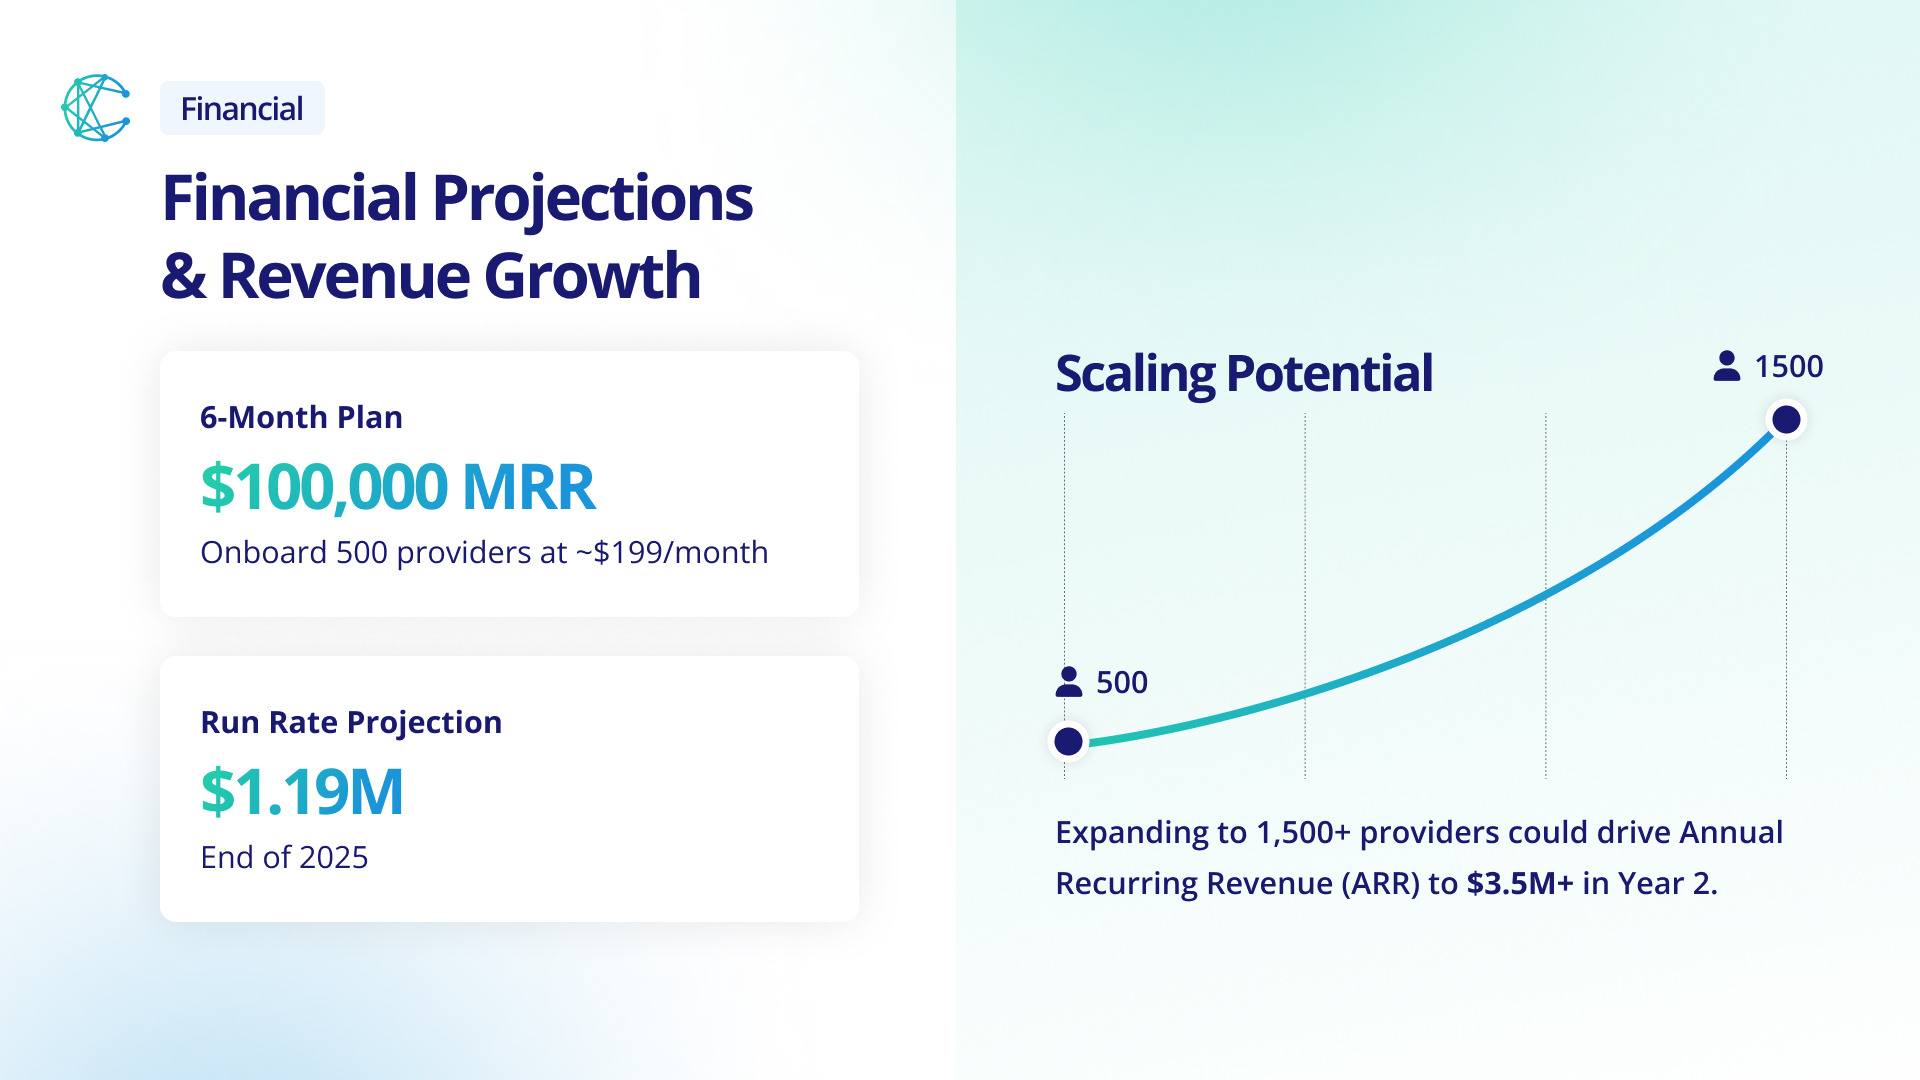 Financial
Financial Projections
& Revenue Growth
6-Month Plan
$100,000 MRR
Onboard 500 providers at ~$199/month
Run Rate Projection
$1.19M
End of 2025
Scaling Potential
1500
500
Expanding to 1,500+ providers could drive Annual
Recurring Revenue (ARR) to $3.5M+ in Year 2.